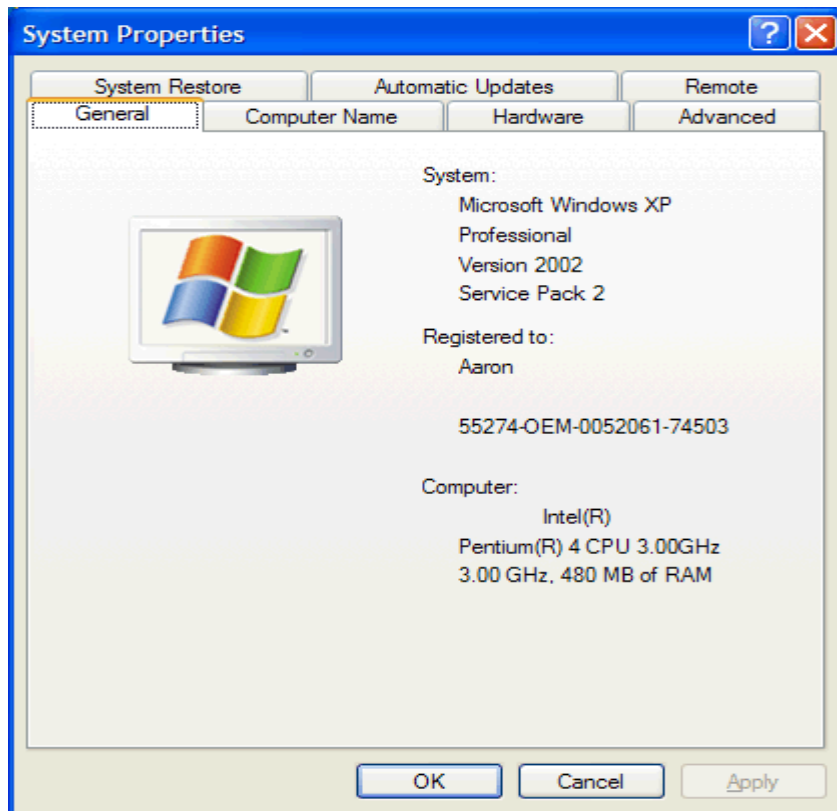 System Properties
System Restore
Automatic Updates
Remote
General
Computer Name
Hardware
Advanced
System:
Microsoft Windows XP
Professional
Version 2002
Service Pack 2
Registered to:
Aaron
55274-OEM-0052061-74503
Computer:
Intel(R)
Pentium(R) 4 CPU 3.00GHz
3.00 GHz, 480 MB of RAM
OK
Cancel
Apply